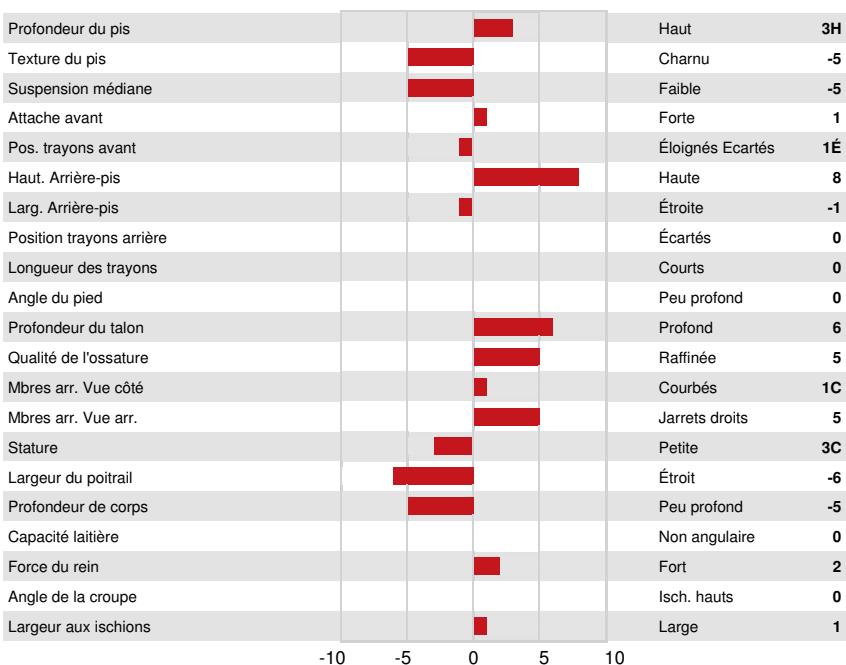 Profondeur du pis Haut 3H
Texture du pis Charnu -5
Suspension médiane Faible -5
Attache avant Forte 1
Pos. trayons avant Éloignés Ecartés 1É
Haut. Arrière-pis Haute 8
Larg. Arrière-pis Étroite -1
Position trayons arrière Écartés 0
Longueur des trayons Courts 0
Angle du pied Peu profond 0
Profondeur du talon Profond 6
Qualité de l'ossature Raffinée 5
Mbres arr. Vue côté Courbés 1C
Mbres arr. Vue arr. Jarrets droits 5
Stature Petite 3C
Largeur du poitrail Étroit -6
Profondeur de corps Peu profond -5
Capacité laitière Non angulaire 0
Force du rein Fort 2
Angle de la croupe Isch. hauts 0
Largeur aux ischions Large 1
-10 -5 0 5 10